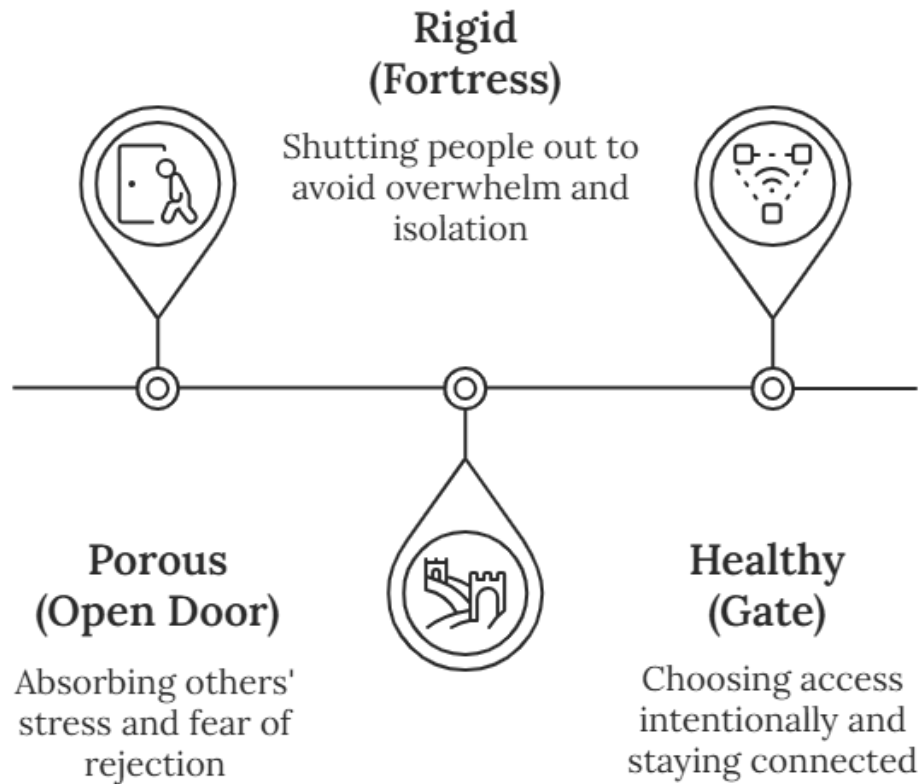 Rigid
(Fortress)
Shutting people out to
avoid overwhelm and
isolation
Porous
(Open Door)
Absorbing others'
stress and fear of
rejection
Healthy
(Gate)
Choosing access
intentionally and
staying connected